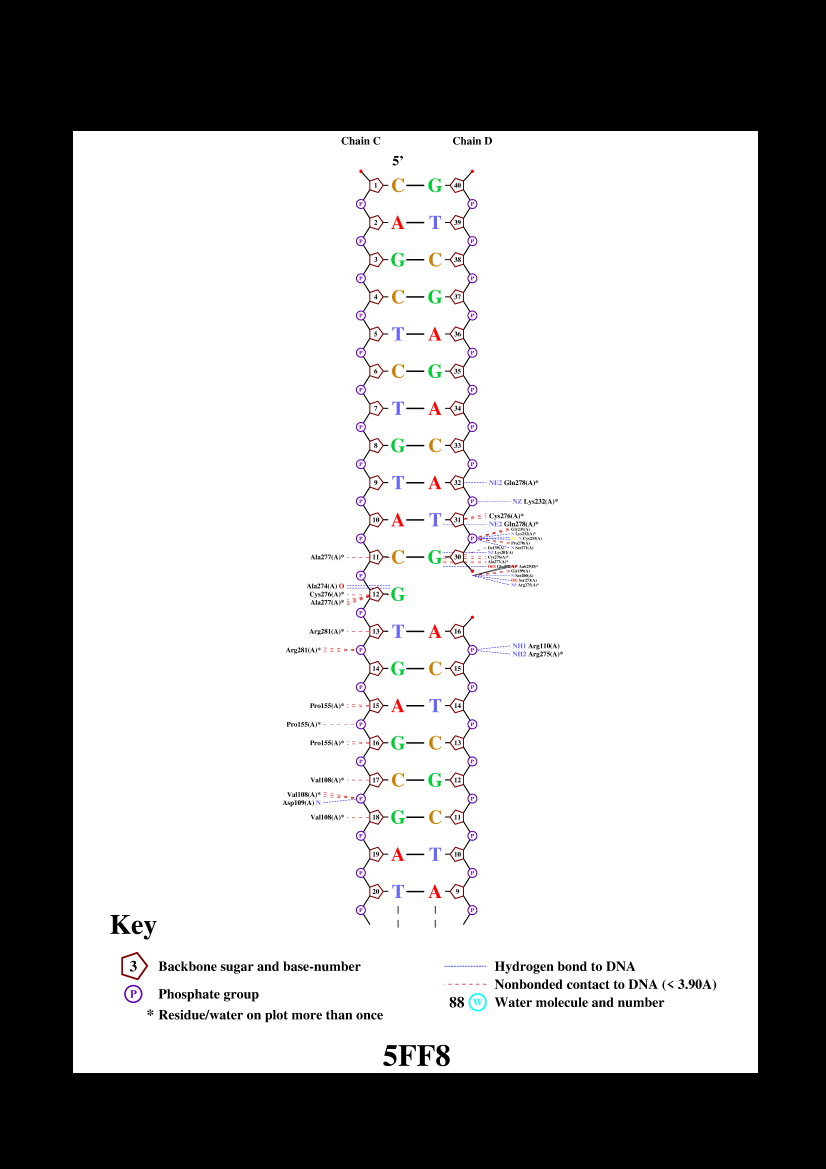 Chain C Chain D
5'
1 C G 40
P P
2 A T 39
P P
3 G C 38
P P
4 C G 37
P P
5 T A 36
P P
6 C G 35
P P
7 T A 34
P P
8 G C 33
P P
9 T A 32 NE2 Gln278(A)*
P P NZ Lys232(A)*
10 A T 31 Cys276(A)*
NE2 Gln278(A)*
P P
Ala277(A)* 11 C G 30
P
Ala274(A) O
Cys276(A)* 12 G
Ala277(A)*
P
Arg281(A)* 13 T A 16
Arg281(A)* P P NH1 Arg110(A)
NH2 Arg275(A)*
14 G C 15
P P
Pro155(A)* 15 A T 14
Pro155(A)* P P
Pro155(A)* 16 G C 13
P P
Val108(A)* 17 C G 12
Val108(A)* P P
Asp109(A) N
Val108(A)* 18 G C 11
P P
19 A T 10
P P
20 T A 9
P P
Key
3 Backbone sugar and base-number
P Phosphate group
* Residue/water on plot more than once
Hydrogen bond to DNA
Nonbonded contact to DNA (< 3.90A)
88 W Water molecule and number
5FF8